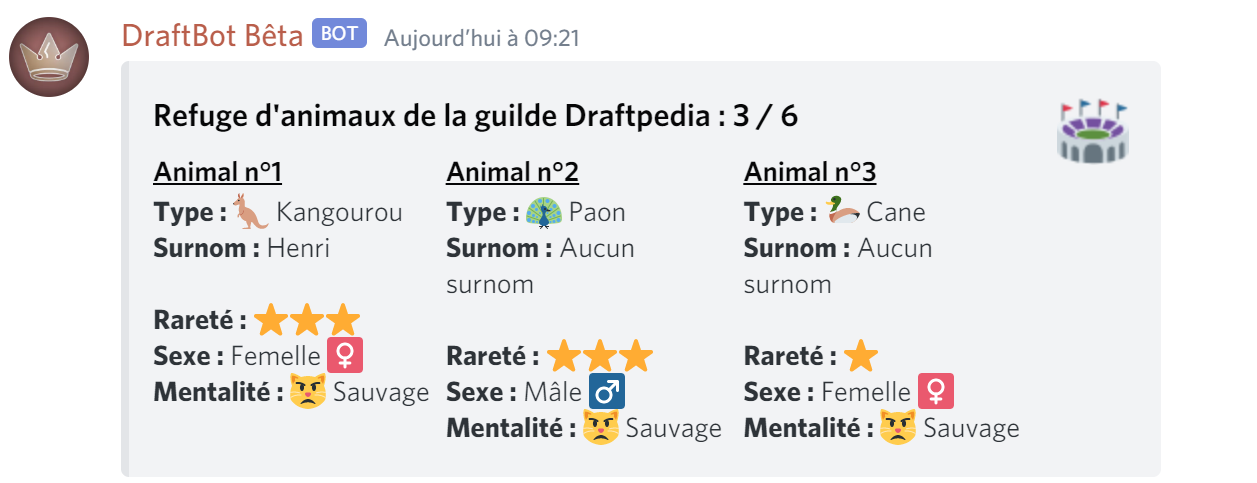 DraftBot Bêta BOT Aujourd’hui à 09:21
Refuge d'animaux de la guilde Draftpedia : 3 / 6
Animal n°1
Type : Kangourou
Surnom : Henri
Rareté :
Sexe : Femelle
Mentalité : Sauvage
Animal n°2
Type : Paon
Surnom : Aucun
surnom
Rareté :
Sexe : Mâle
Mentalité : Sauvage
Animal n°3
Type : Cane
Surnom : Aucun
surnom
Rareté :
Sexe : Femelle
Mentalité : Sauvage